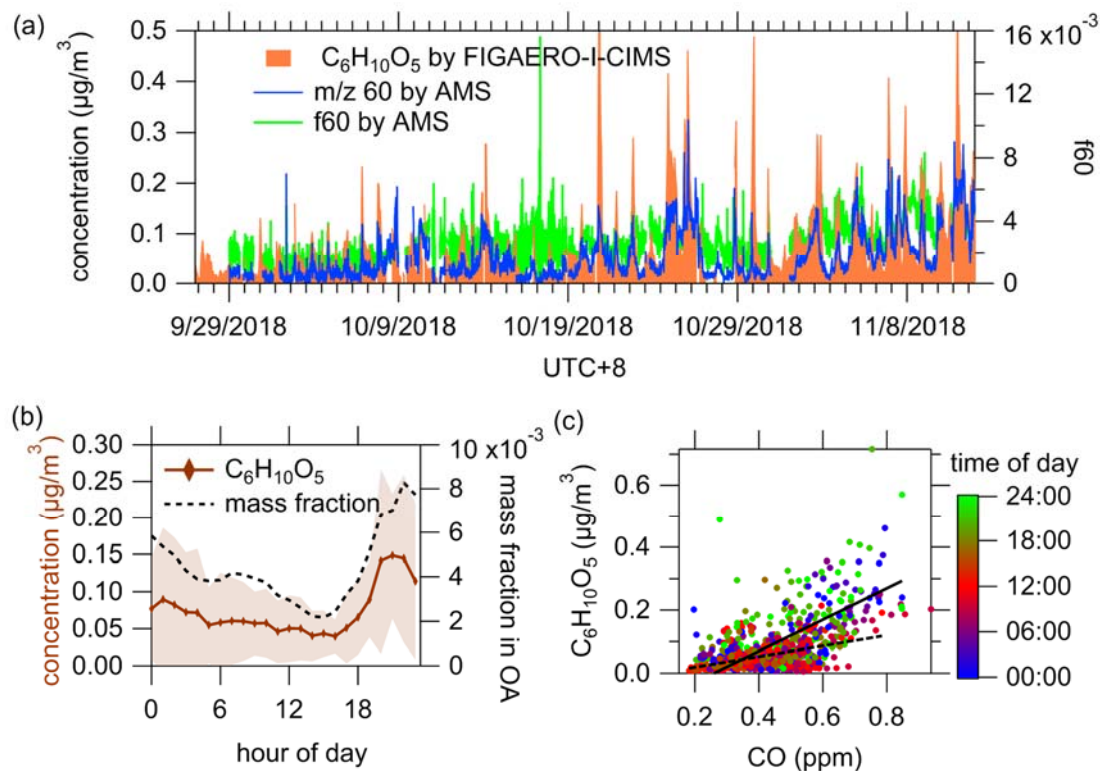 (a)
0.5
0.4
0.3
0.2
0.1
0.0
concentration (µg/m³)
C₆H₁₀O₅ by FIGAERO-I-CIMS
m/z 60 by AMS
f60 by AMS
16 x10⁻³
12
8
4
0
f60
9/29/2018 10/9/2018 10/19/2018 10/29/2018 11/8/2018
UTC+8
(b)
0.30
0.25
0.20
0.15
0.10
0.05
0.00
concentration (µg/m³)
C₆H₁₀O₅
mass fraction
10 x10⁻³
8
6
4
2
0
mass fraction in OA
0 6 12 18
hour of day
(c)
0.6
0.4
0.2
0.0
C₆H₁₀O₅ (µg/m³)
0.2 0.4 0.6 0.8
CO (ppm)
time of day
24:00
18:00
12:00
06:00
00:00